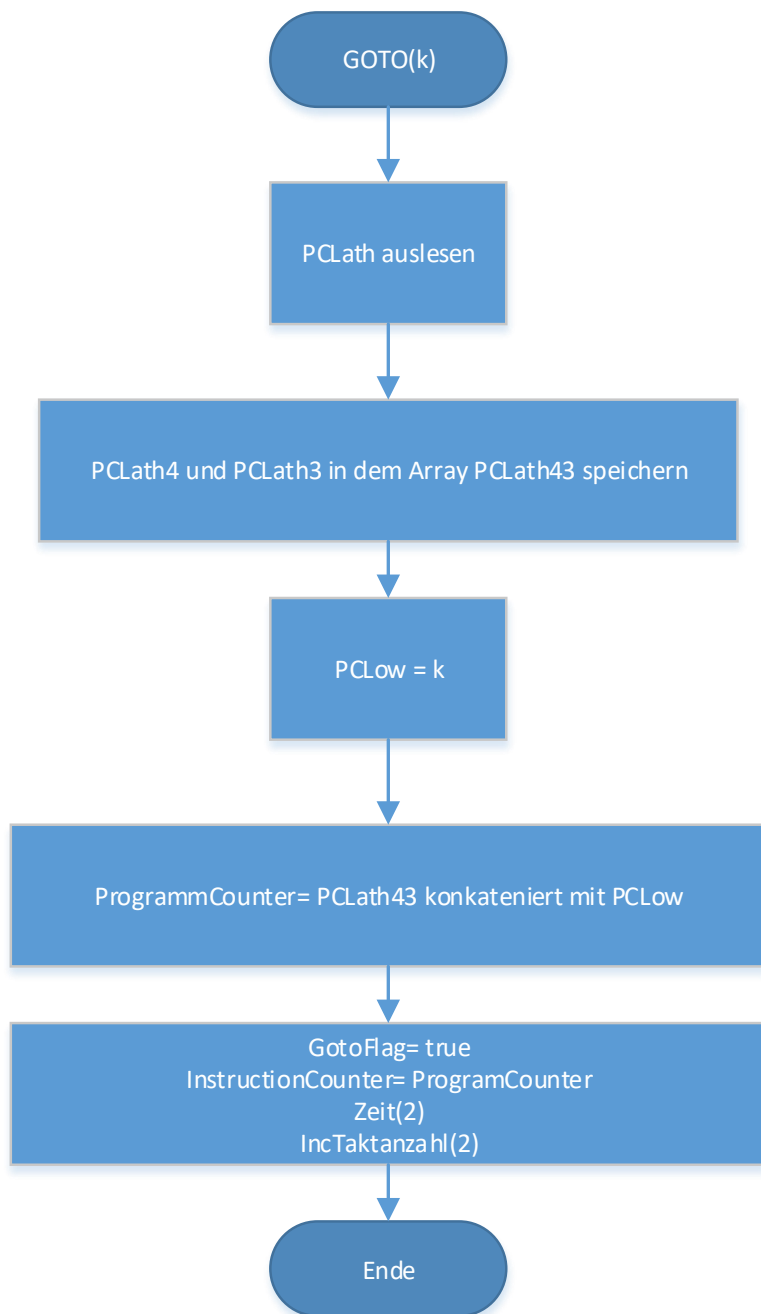 GOTO(k)
PCLath auslesen
PCLath4 und PCLath3 in dem Array PCLath43 speichern
PCLow = k
ProgrammCounter= PCLath43 konkateniert mit PCLow
GotoFlag= true
InstructionCounter= ProgramCounter
Zeit(2)
IncTaktanzahl(2)
Ende